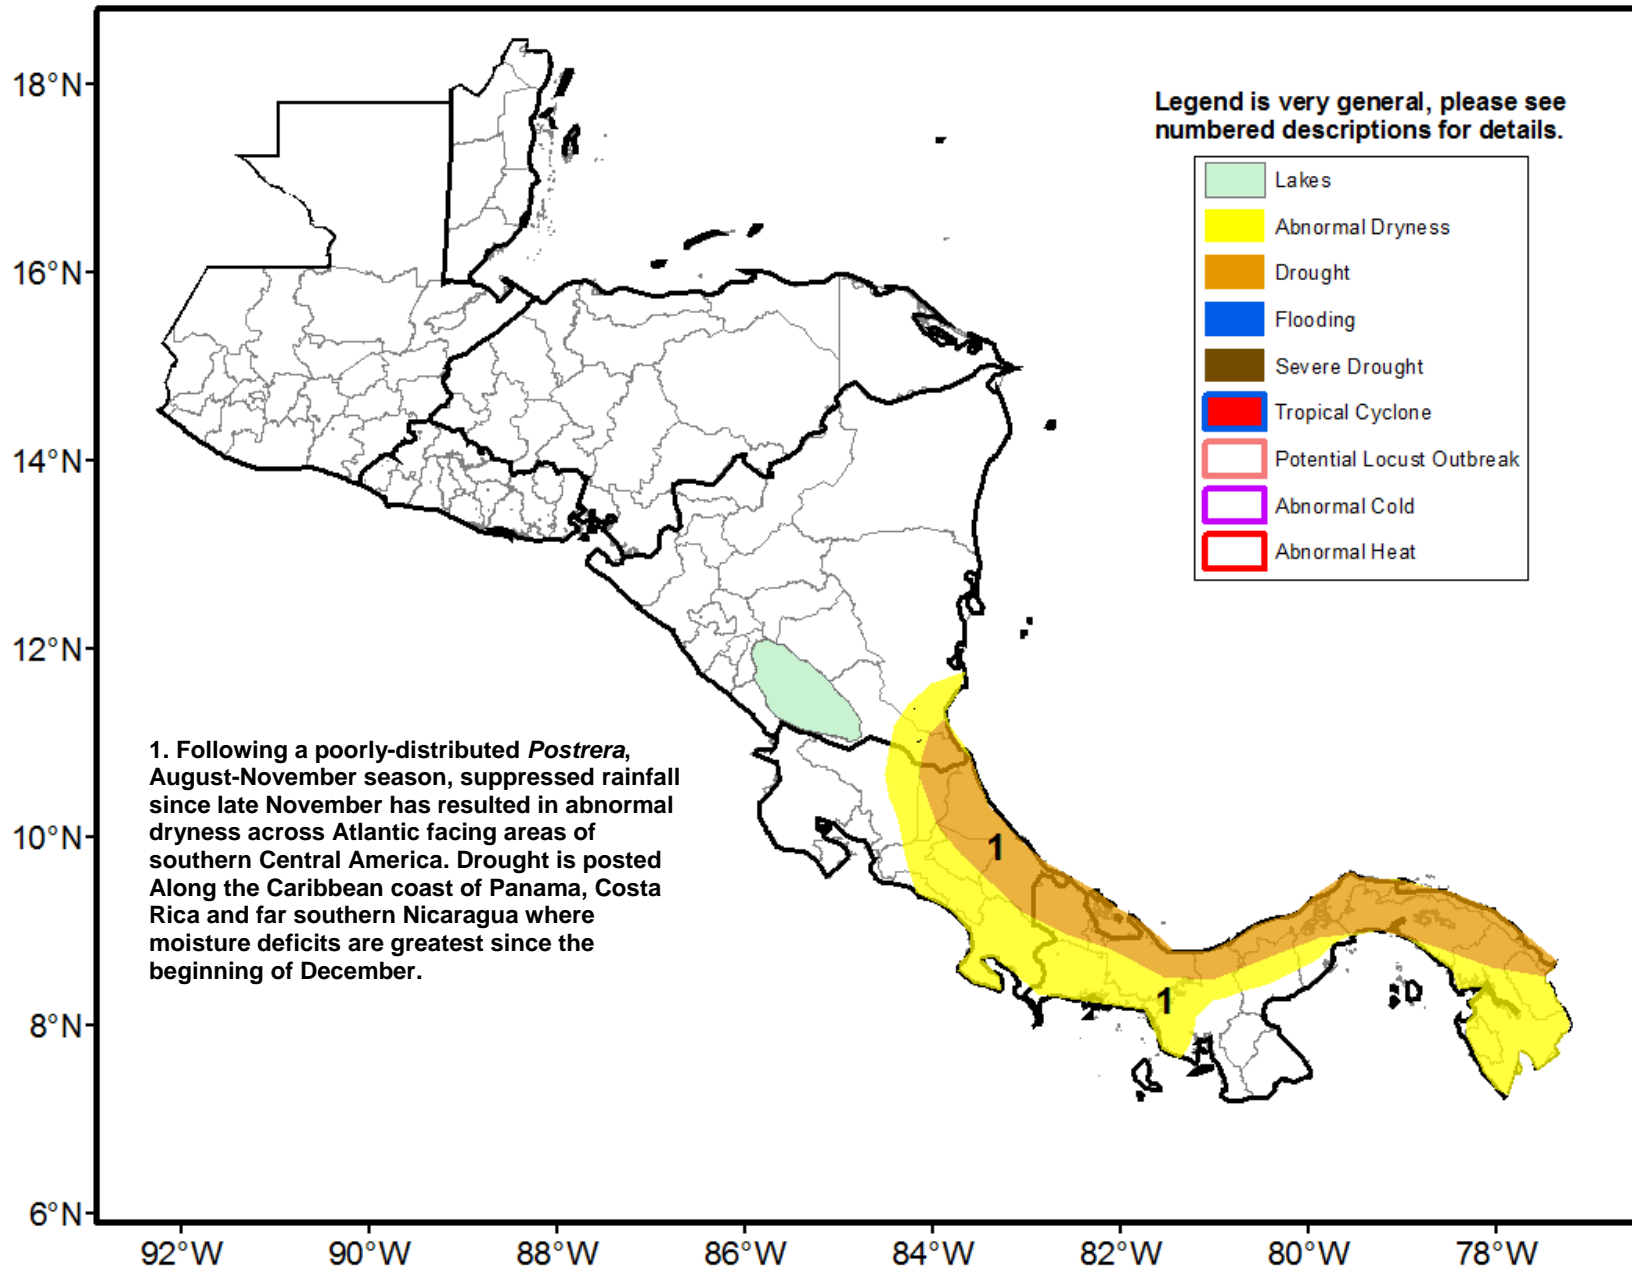 18°N
16°N
14°N
12°N
10°N
8°N
6°N
92°W
90°W
88°W
86°W
84°W
82°W
80°W
78°W
Legend is very general, please see
numbered descriptions for details.
Lakes
Abnormal Dryness
Drought
Flooding
Severe Drought
Tropical Cyclone
Potential Locust Outbreak
Abnormal Cold
Abnormal Heat
1. Following a poorly-distributed Postrera,
August-November season, suppressed rainfall
since late November has resulted in abnormal
dryness across Atlantic facing areas of
southern Central America. Drought is posted
Along the Caribbean coast of Panama, Costa
Rica and far southern Nicaragua where
moisture deficits are greatest since the
beginning of December.
1
1